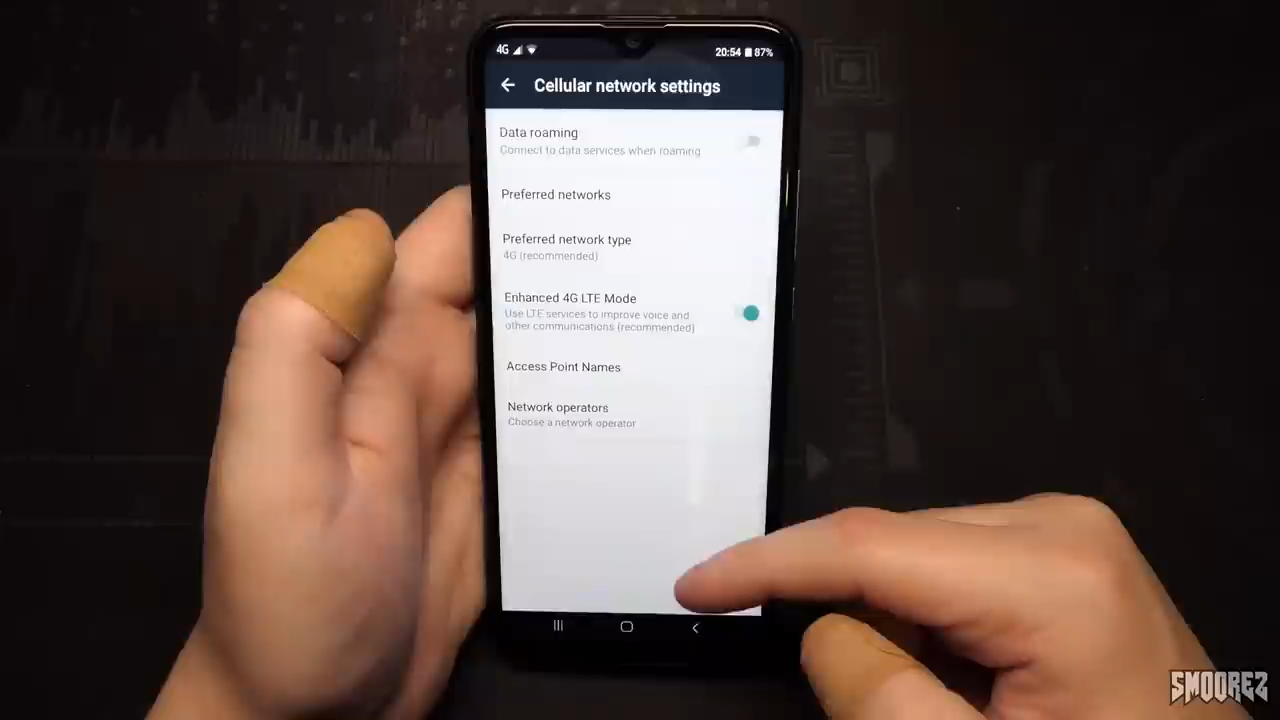 4G
20:54 87%
Cellular network settings
Data roaming
Connect to data services when roaming
Preferred networks
Preferred network type
4G (recommended)
Enhanced 4G LTE Mode
Use LTE services to improve voice and
other communications (recommended)
Access Point Names
Network operators
Choose a network operator
SMOOREZ